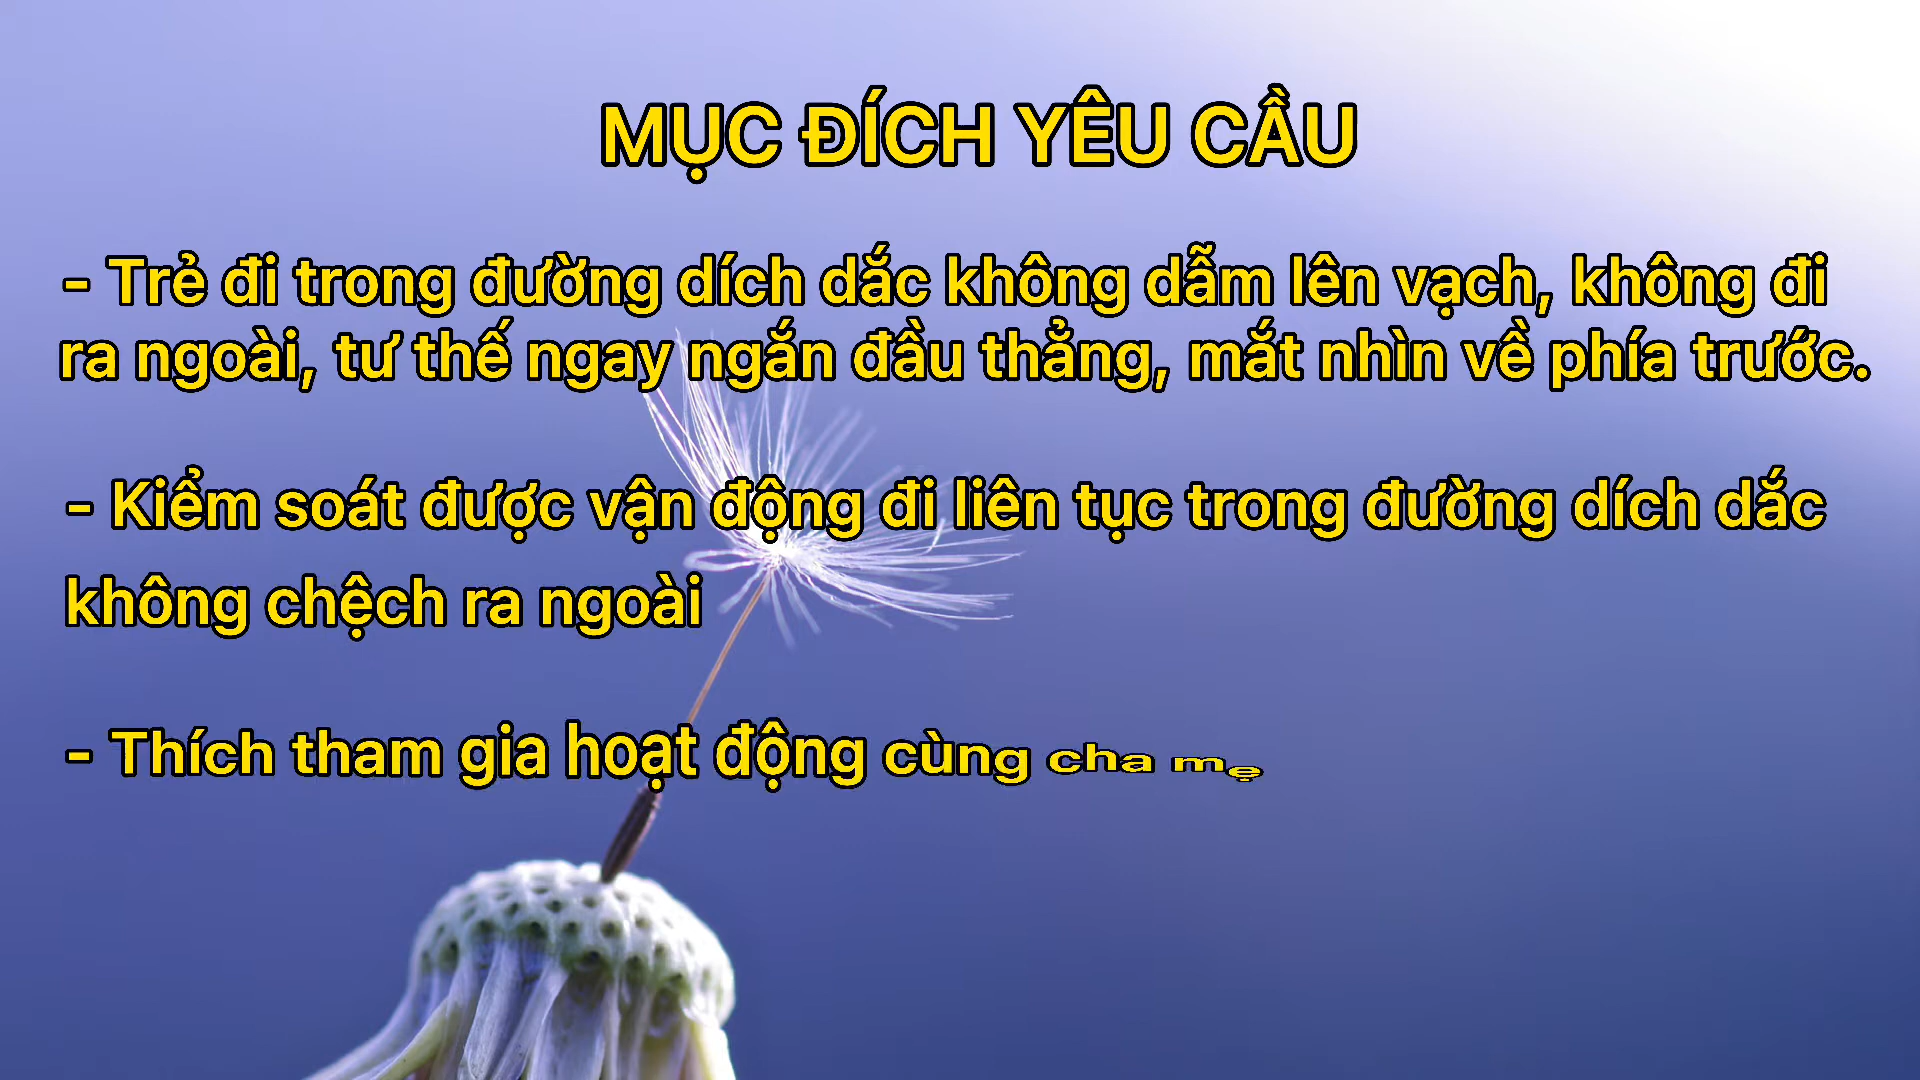 MỤC ĐÍCH YÊU CẦU
- Trẻ đi trong đường dích dắc không dẫm lên vạch, không đi
ra ngoài, tư thế ngay ngắn đầu thẳng, mắt nhìn về phía trước.
- Kiểm soát được vận động đi liên tục trong đường dích dắc
không chệch ra ngoài
- Thích tham gia hoạt động cùng cha mẹ